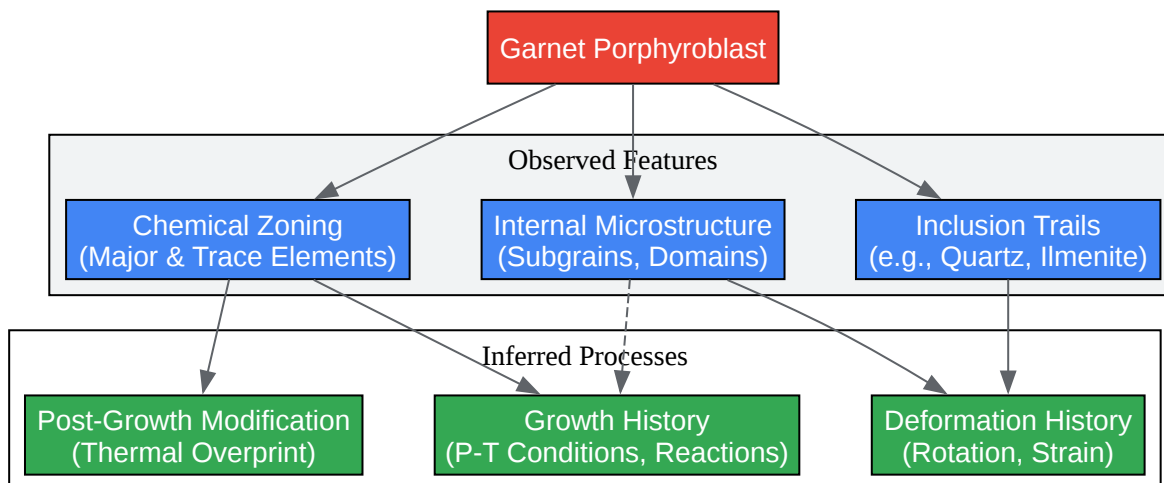 Garnet Porphyroblast
Observed Features
Chemical Zoning
(Major & Trace Elements)
Internal Microstructure
(Subgrains, Domains)
Inclusion Trails
(e.g., Quartz, Ilmenite)
Inferred Processes
Post-Growth Modification
(Thermal Overprint)
Growth History
(P-T Conditions, Reactions)
Deformation History
(Rotation, Strain)